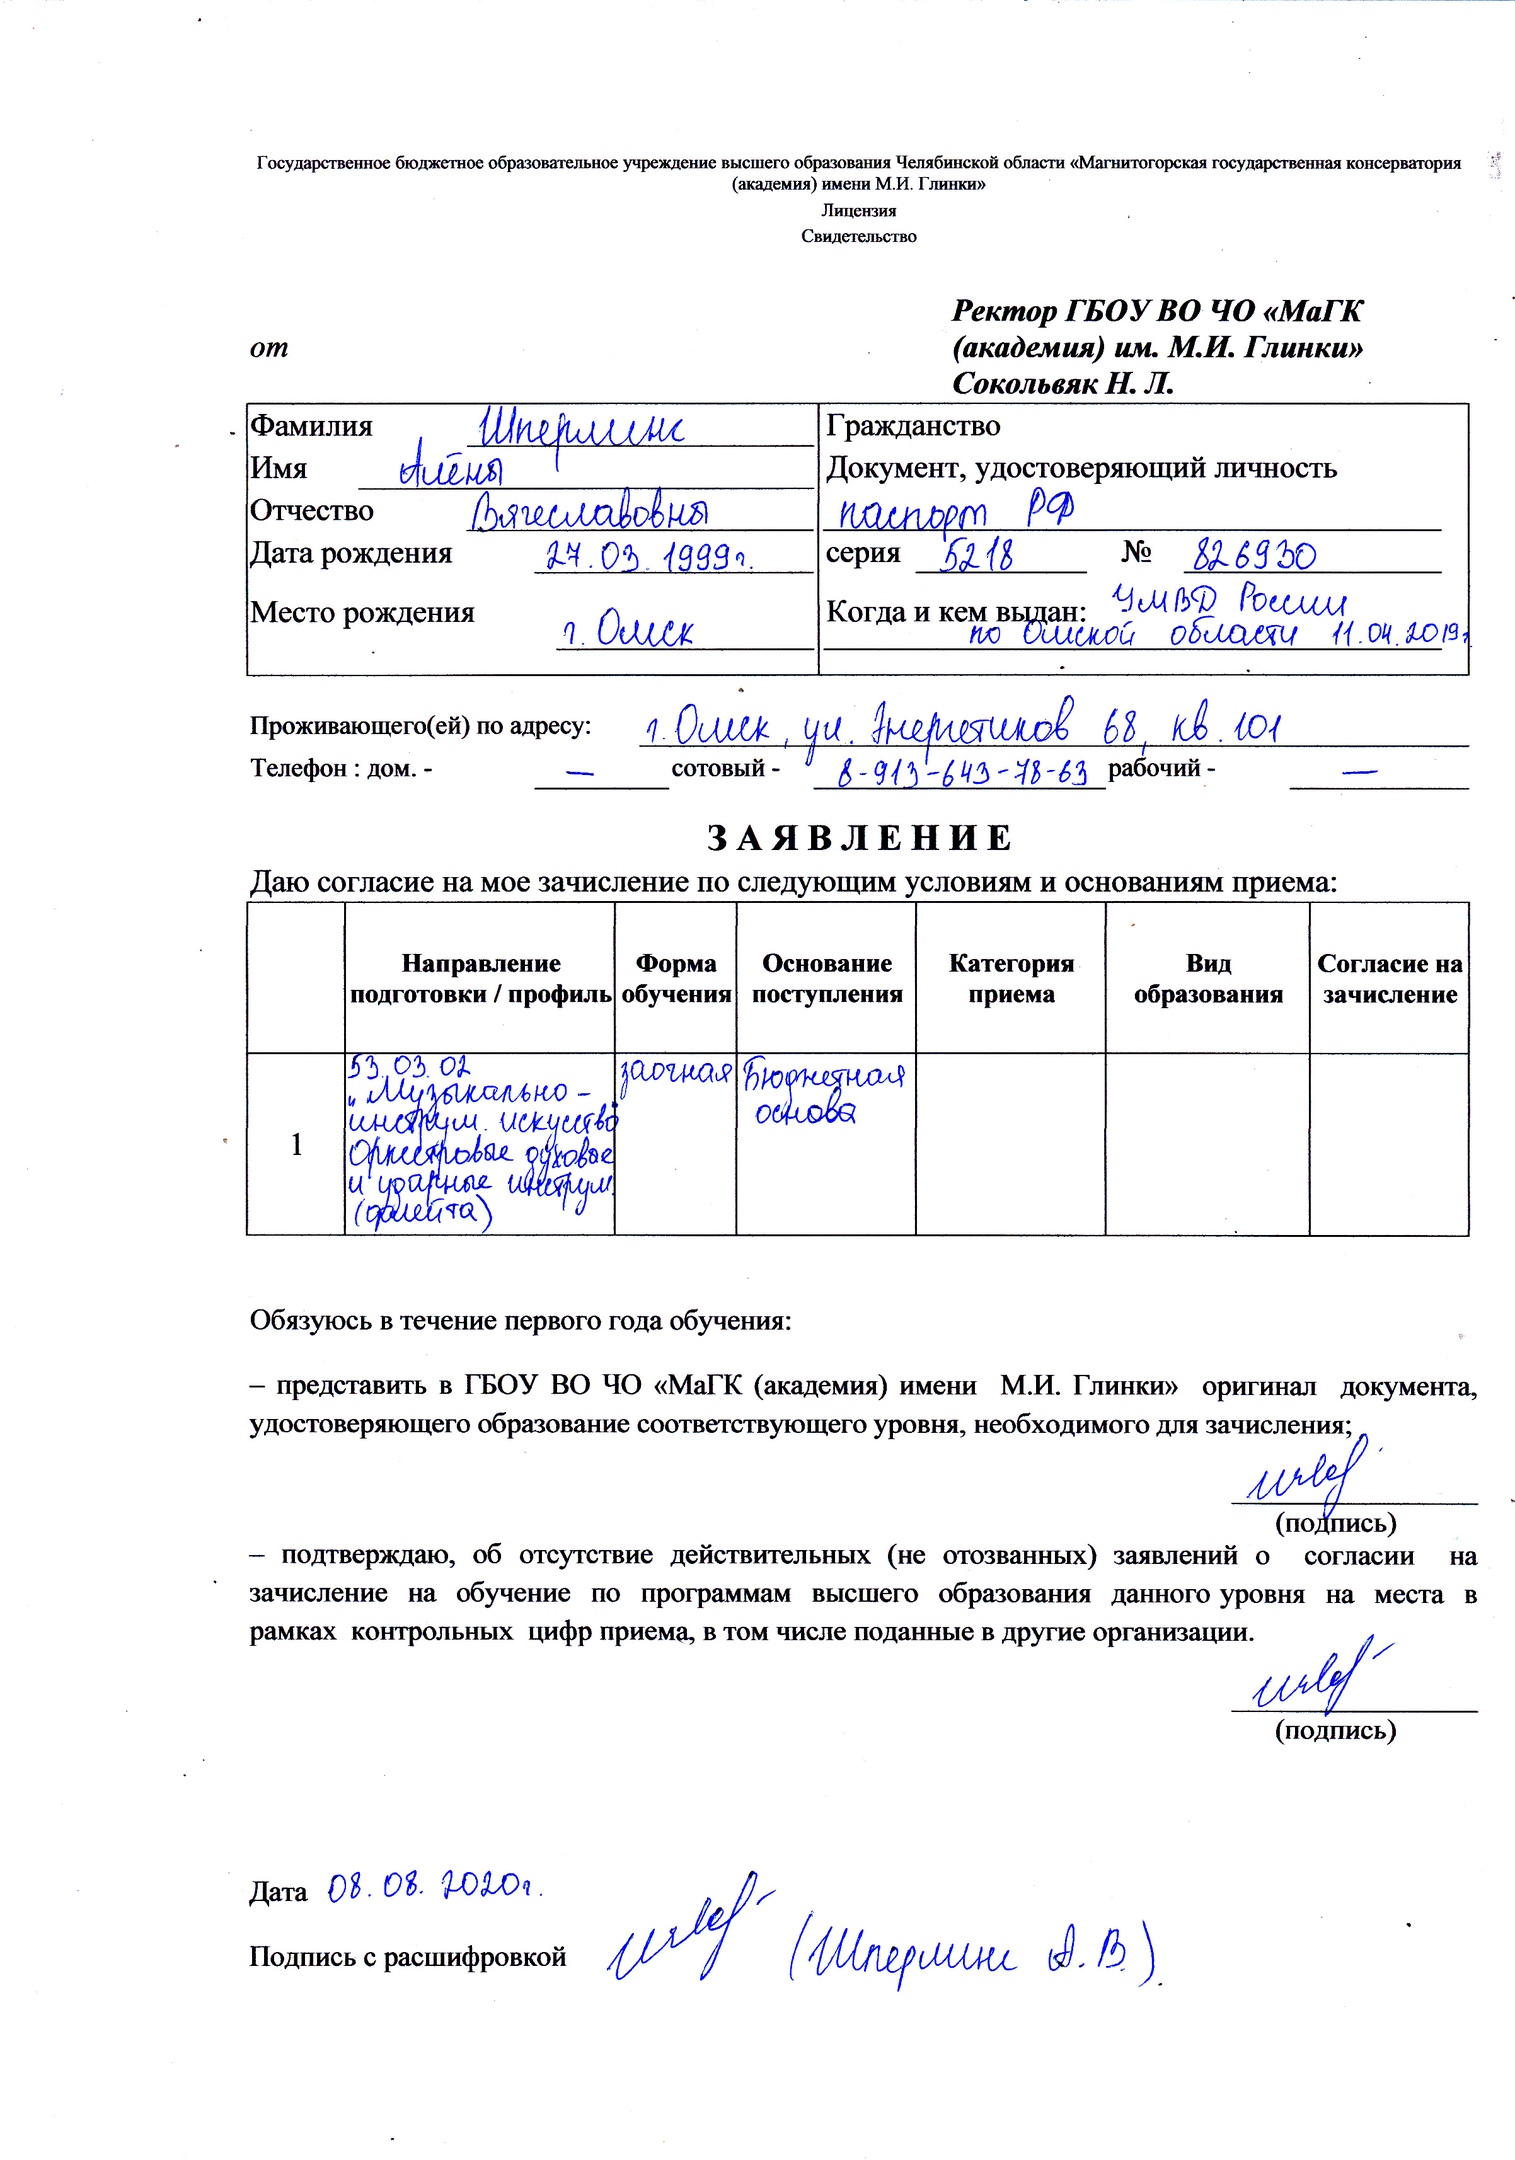 Государственное бюджетное образовательное учреждение высшего образования Челябинской области «Магнитогорская государственная консерватория
(академия) имени М.И. Глинки»
Лицензия
Свидетельство
Ректор ГБОУ ВО ЧО «МаГК
от (академия) им. М.И. Глинки»
Сокольвяк Н. Л.
Фамилия Шперлинг Гражданство
Имя Алёны Документ, удостоверяющий личность
Отчество Вячеславовны паспорт РФ
Дата рождения 27.03.1999г. серия 5218 № 826930
Место рождения г. Омск Когда и кем выдан: УМВД России
по Омской области 11.04.2019г.
Проживающего(ей) по адресу: г. Омск, ул. Энергетиков 68, кв. 101
Телефон : дом. - — сотовый - 8-913-643-78-63 рабочий - —
ЗАЯВЛЕНИЕ
Даю согласие на мое зачисление по следующим условиям и основаниям приема:
Направление подготовки / профиль
Форма обучения
Основание поступления
Категория приема
Вид образования
Согласие на зачисление
1
53.03.02
„Музыкально -
инструм. искусство
Оркестровые духовые
и ударные инструм.
(флейта)
заочная
Бюджетная
основа
Обязуюсь в течение первого года обучения:
– представить в ГБОУ ВО ЧО «МаГК (академия) имени М.И. Глинки» оригинал документа,
удостоверяющего образование соответствующего уровня, необходимого для зачисления;
(подпись)
– подтверждаю, об отсутствие действительных (не отозванных) заявлений о согласии на
зачисление на обучение по программам высшего образования данного уровня на места в
рамках контрольных цифр приема, в том числе поданные в другие организации.
(подпись)
Дата 08.08.2020г.
Подпись с расшифровкой (Шперлинг А.В.)